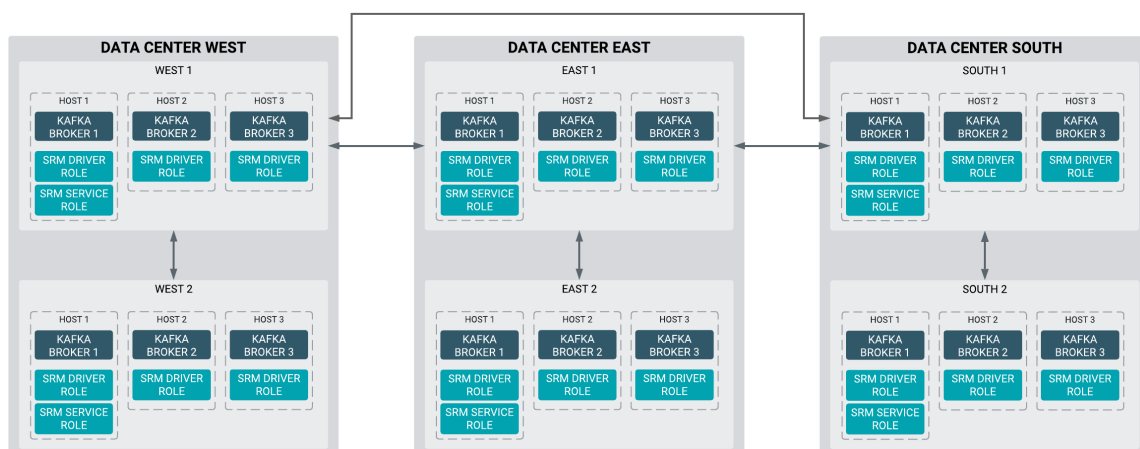 DATA CENTER WEST
WEST 1
HOST 1
KAFKA
BROKER 1
SRM DRIVER
ROLE
SRM SERVICE
ROLE
HOST 2
KAFKA
BROKER 2
SRM DRIVER
ROLE
HOST 3
KAFKA
BROKER 3
SRM DRIVER
ROLE
WEST 2
HOST 1
KAFKA
BROKER 1
SRM DRIVER
ROLE
SRM SERVICE
ROLE
HOST 2
KAFKA
BROKER 2
SRM DRIVER
ROLE
HOST 3
KAFKA
BROKER 3
SRM DRIVER
ROLE
DATA CENTER EAST
EAST 1
HOST 1
KAFKA
BROKER 1
SRM DRIVER
ROLE
SRM SERVICE
ROLE
HOST 2
KAFKA
BROKER 2
SRM DRIVER
ROLE
HOST 3
KAFKA
BROKER 3
SRM DRIVER
ROLE
EAST 2
HOST 1
KAFKA
BROKER 1
SRM DRIVER
ROLE
SRM SERVICE
ROLE
HOST 2
KAFKA
BROKER 2
SRM DRIVER
ROLE
HOST 3
KAFKA
BROKER 3
SRM DRIVER
ROLE
DATA CENTER SOUTH
SOUTH 1
HOST 1
KAFKA
BROKER 1
SRM DRIVER
ROLE
SRM SERVICE
ROLE
HOST 2
KAFKA
BROKER 2
SRM DRIVER
ROLE
HOST 3
KAFKA
BROKER 3
SRM DRIVER
ROLE
SOUTH 2
HOST 1
KAFKA
BROKER 1
SRM DRIVER
ROLE
SRM SERVICE
ROLE
HOST 2
KAFKA
BROKER 2
SRM DRIVER
ROLE
HOST 3
KAFKA
BROKER 3
SRM DRIVER
ROLE